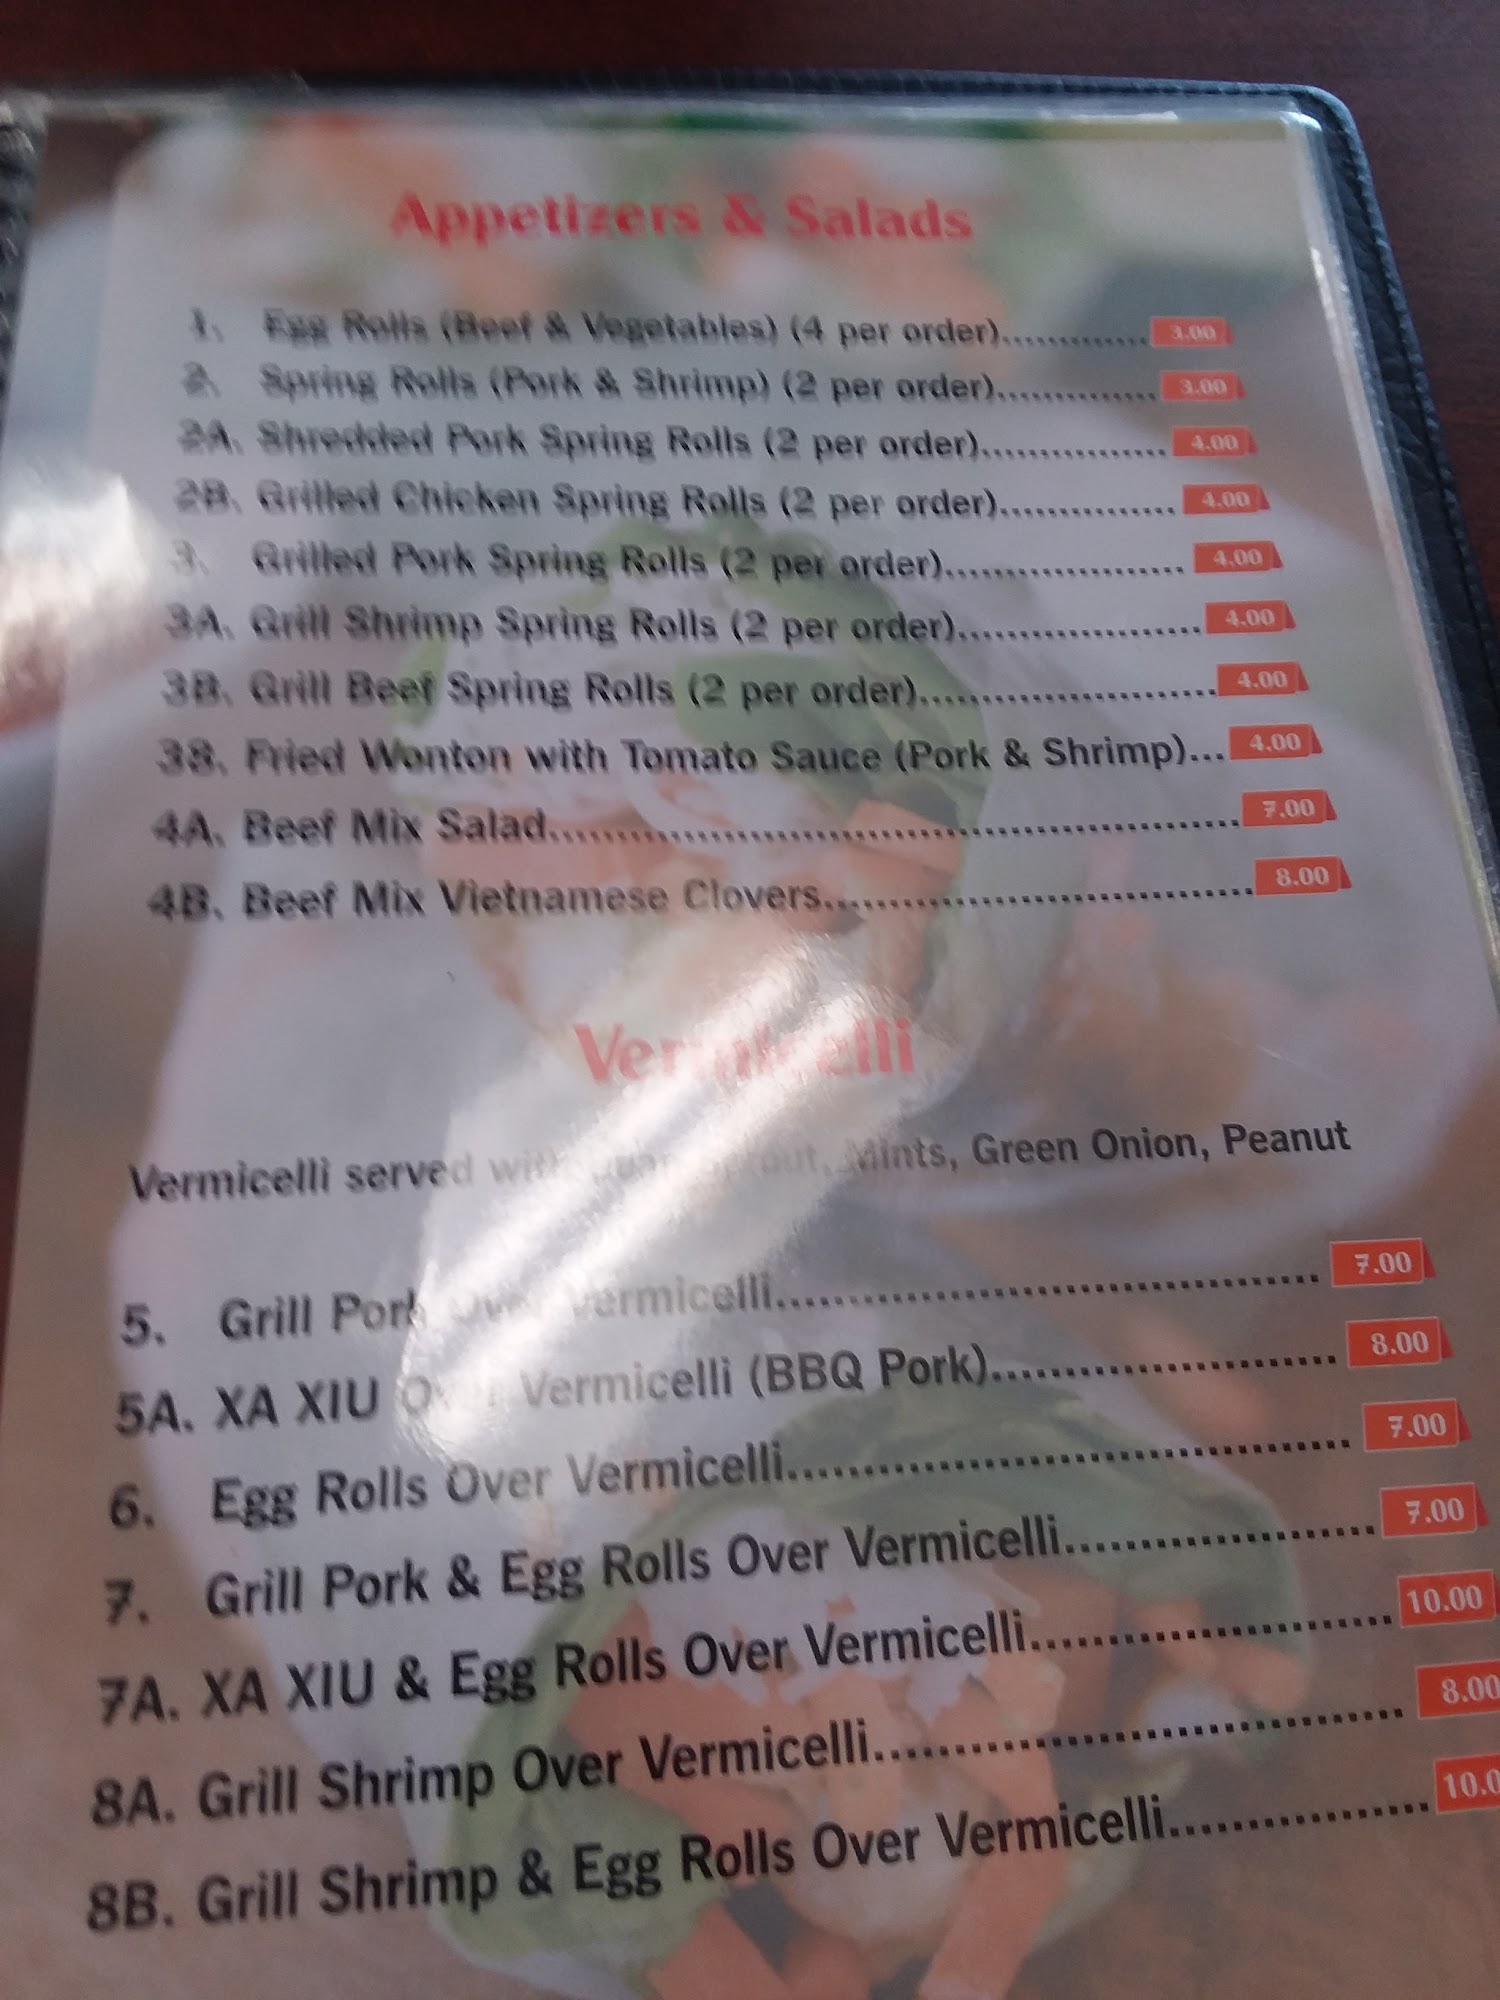 Appetizers & Salads
1. Egg Rolls (Beef & Vegetables) (4 per order)............. 3.00
2. Spring Rolls (Pork & Shrimp) (2 per order).............. 3.00
2A. Shredded Pork Spring Rolls (2 per order)................ 4.00
2B. Grilled Chicken Spring Rolls (2 per order)............... 4.00
3. Grilled Pork Spring Rolls (2 per order).................... 4.00
3A. Grill Shrimp Spring Rolls (2 per order).................... 4.00
3B. Grill Beef Spring Rolls (2 per order)........................ 4.00
38. Fried Wonton with Tomato Sauce (Pork & Shrimp)... 4.00
4A. Beef Mix Salad.......................................................... 7.00
4B. Beef Mix Vietnamese Clovers................................... 8.00
Vermicelli
Vermicelli served with Mints, Green Onion, Peanut
5. Grill Pork Over Vermicelli........................................... 7.00
5A. XA XIU Over Vermicelli (BBQ Pork)........................... 8.00
6. Egg Rolls Over Vermicelli............................................ 7.00
7. Grill Pork & Egg Rolls Over Vermicelli........................ 7.00
7A. XA XIU & Egg Rolls Over Vermicelli............................ 10.00
8A. Grill Shrimp Over Vermicelli........................................ 8.00
8B. Grill Shrimp & Egg Rolls Over Vermicelli.................... 10.0